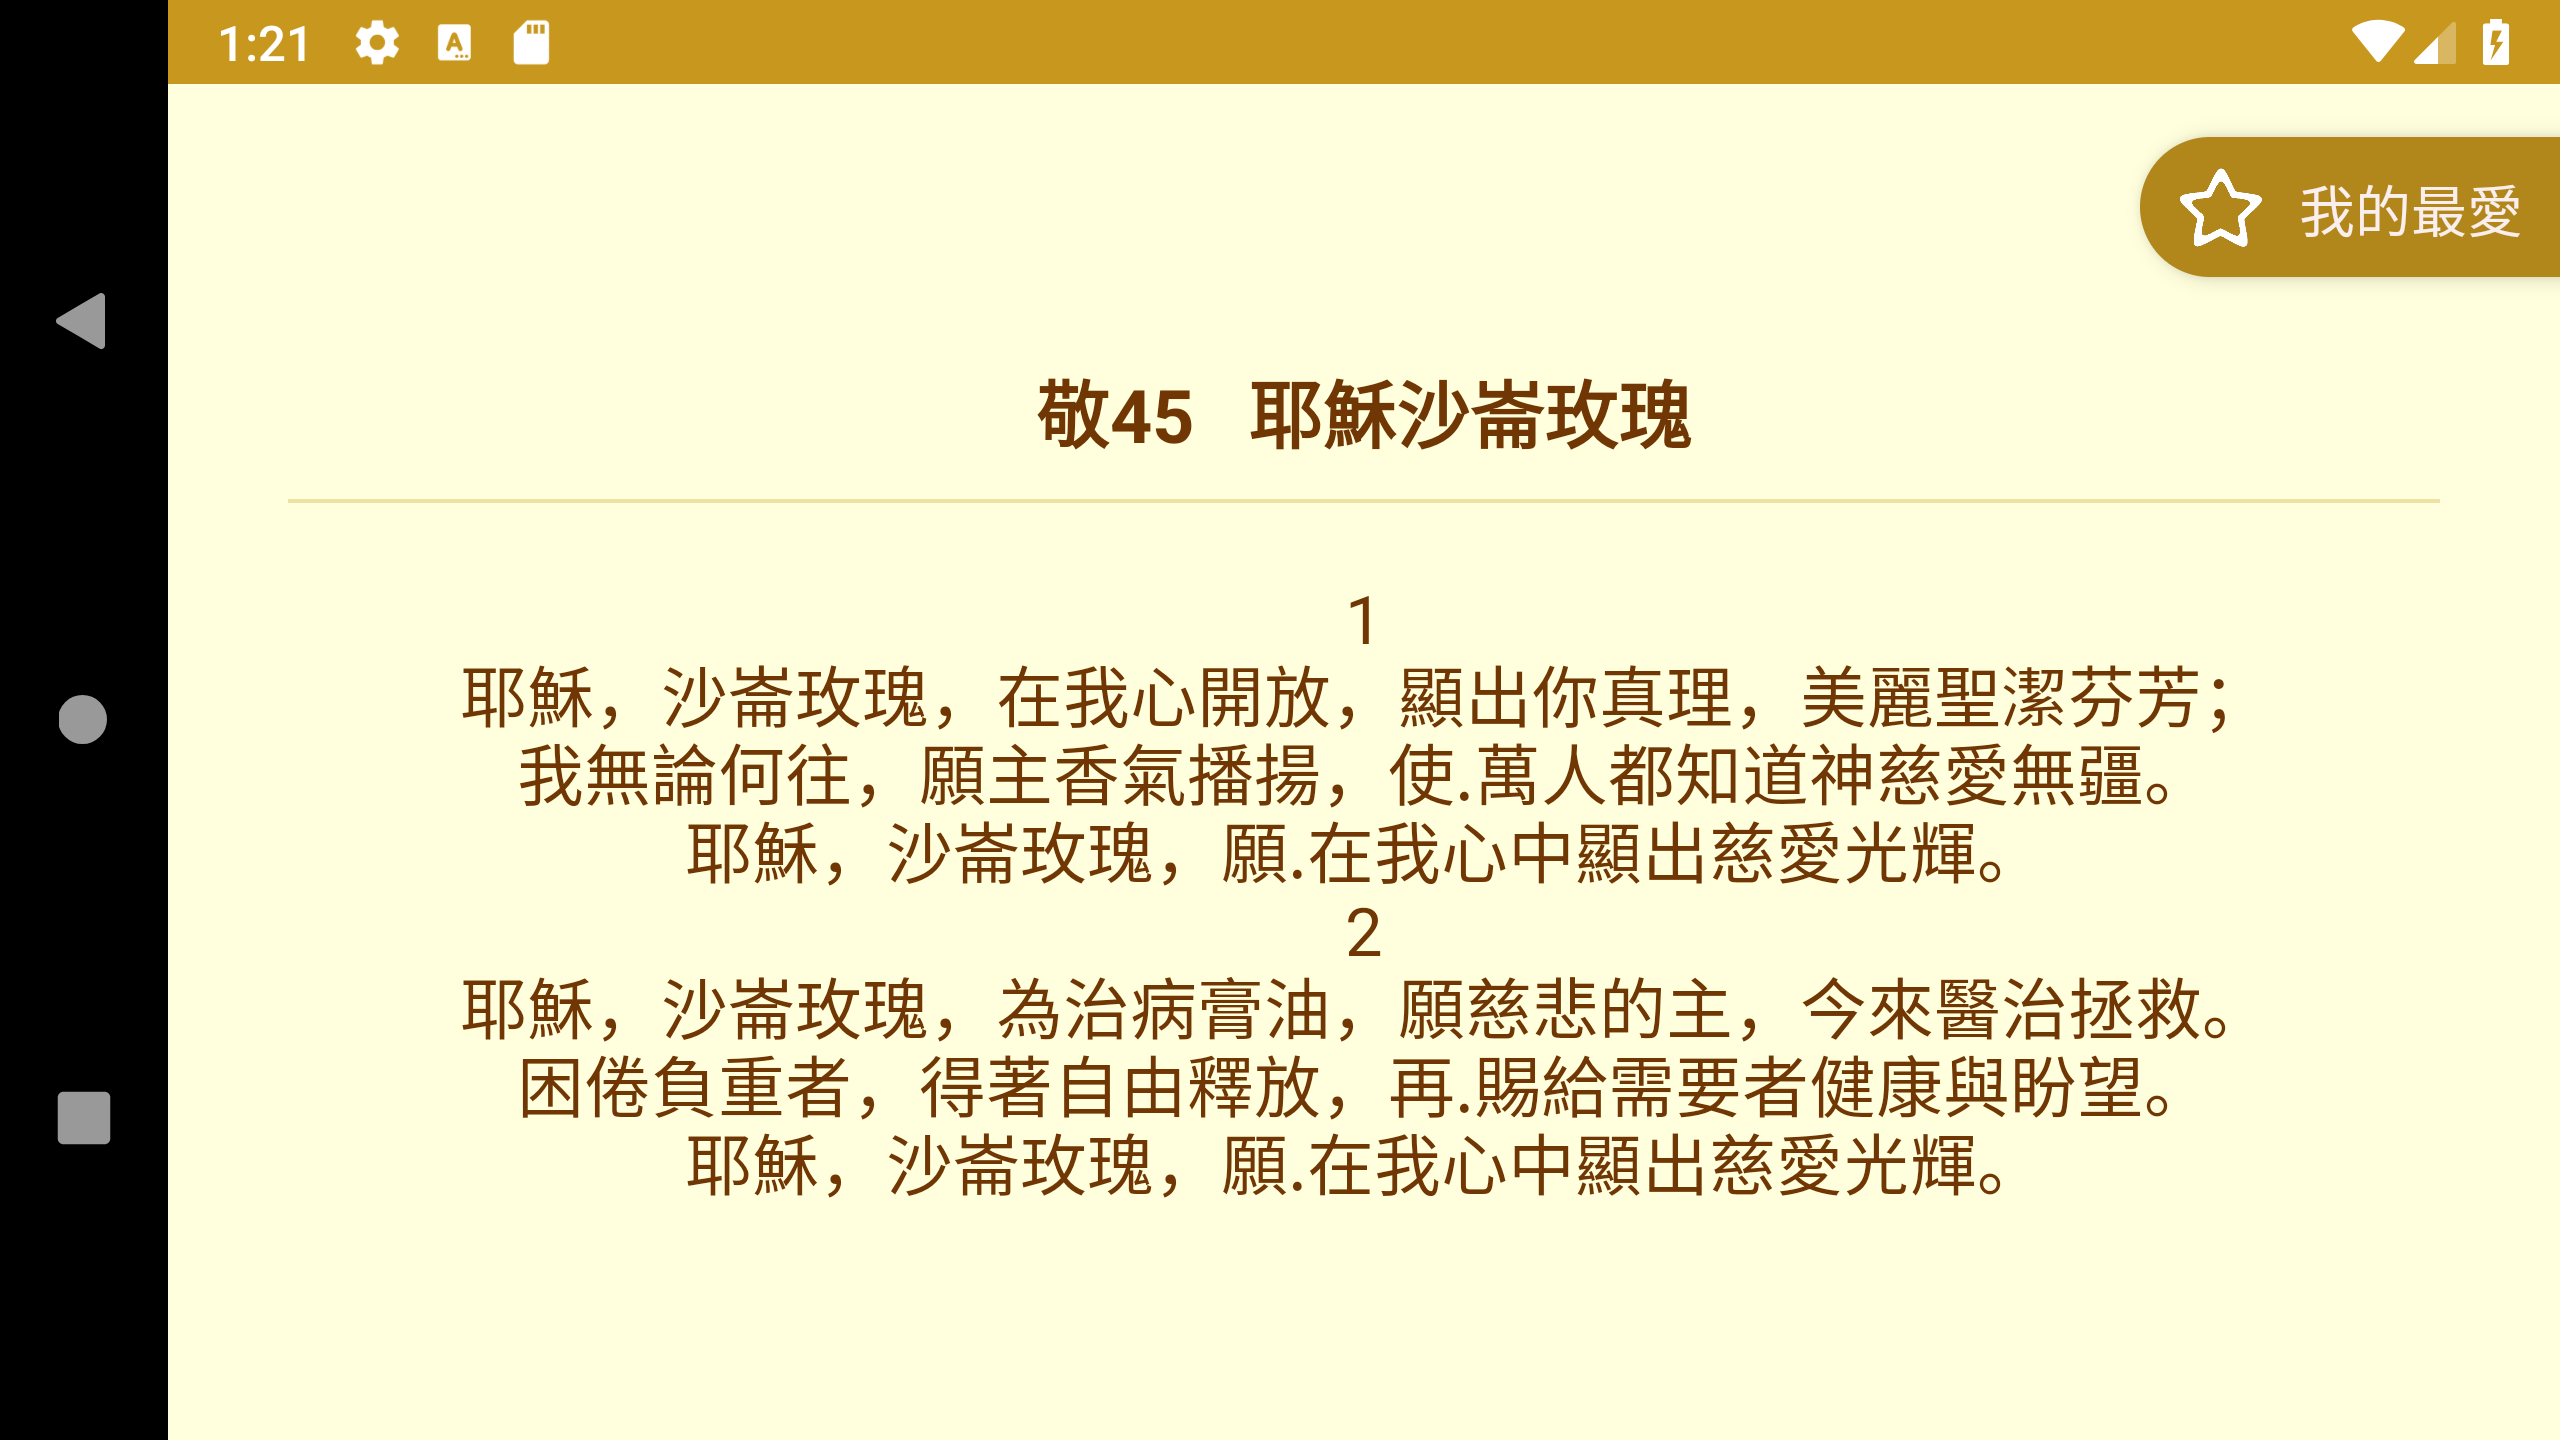 1:21
我的最愛
敬45 耶穌沙崙玫瑰
1
耶穌，沙崙玫瑰，在我心開放，顯出你真理，美麗聖潔芬芳；
我無論何往，願主香氣播揚，使.萬人都知道神慈愛無疆。
耶穌，沙崙玫瑰，願.在我心中顯出慈愛光輝。
2
耶穌，沙崙玫瑰，為治病膏油，願慈悲的主，今來醫治拯救。
困倦負重者，得著自由釋放，再.賜給需要者健康與盼望。
耶穌，沙崙玫瑰，願.在我心中顯出慈愛光輝。